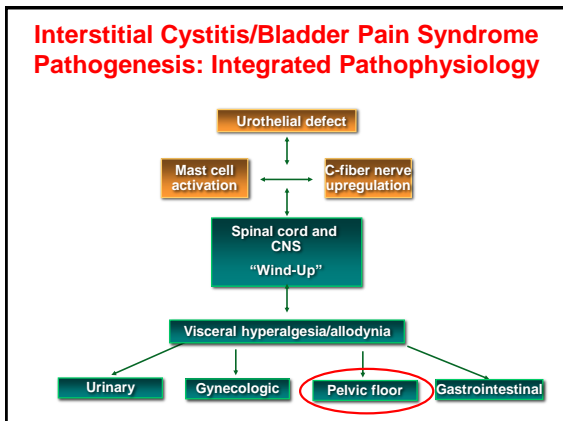 Interstitial Cystitis/Bladder Pain Syndrome
Pathogenesis: Integrated Pathophysiology
Urothelial defect
Mast cell
activation
C-fiber nerve
upregulation
Spinal cord and
CNS
“Wind-Up”
Visceral hyperalgesia/allodynia
Urinary
Gynecologic
Pelvic floor
Gastrointestinal